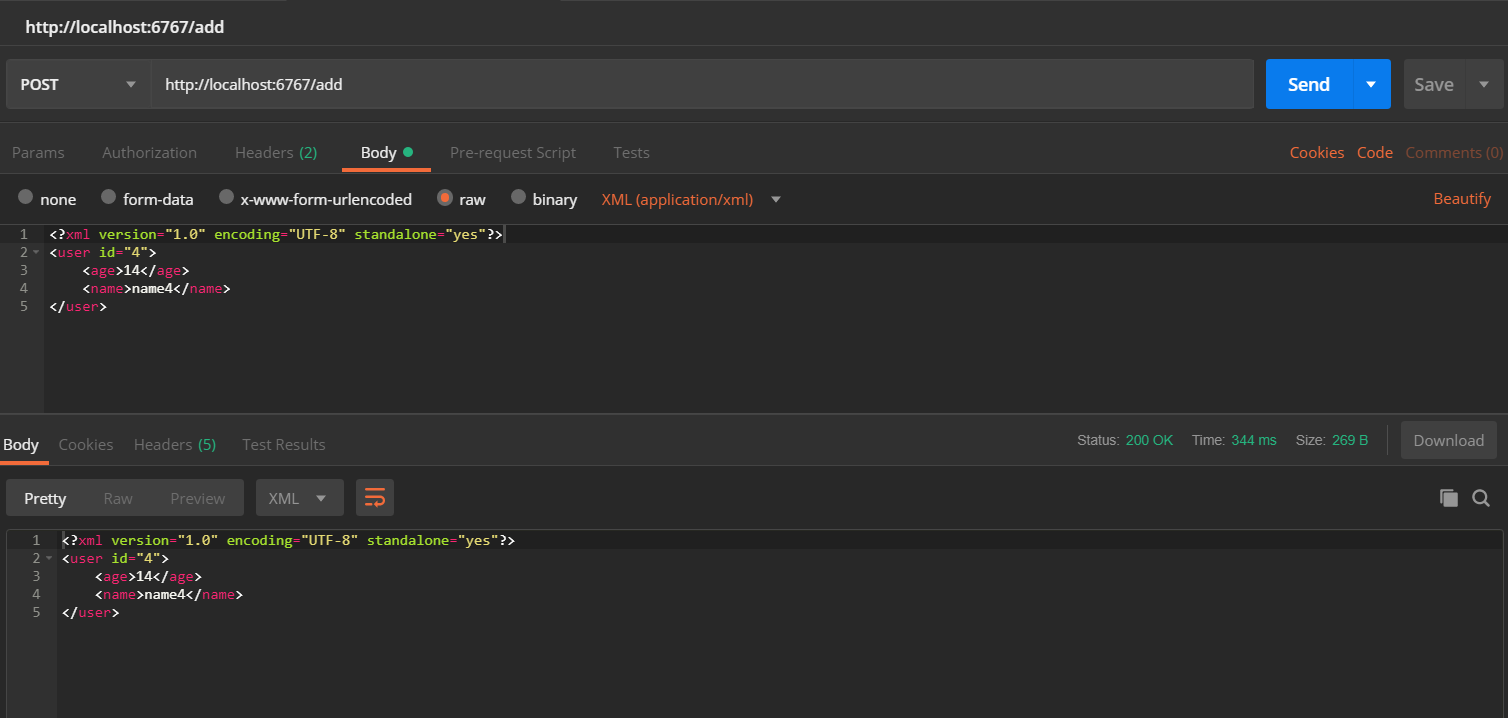 http://localhost:6767/add
POST http://localhost:6767/add Send Save
Params Authorization Headers (2) Body Pre-request Script Tests Cookies Code Comments (0)
none form-data x-www-form-urlencoded raw binary XML (application/xml) Beautify
1 <?xml version="1.0" encoding="UTF-8" standalone="yes"?>
2 <user id="4">
3     <age>14</age>
4     <name>name4</name>
5 </user>
Body Cookies Headers (5) Test Results Status: 200 OK Time: 344 ms Size: 269 B Download
Pretty Raw Preview XML
1 <?xml version="1.0" encoding="UTF-8" standalone="yes"?>
2 <user id="4">
3     <age>14</age>
4     <name>name4</name>
5 </user>